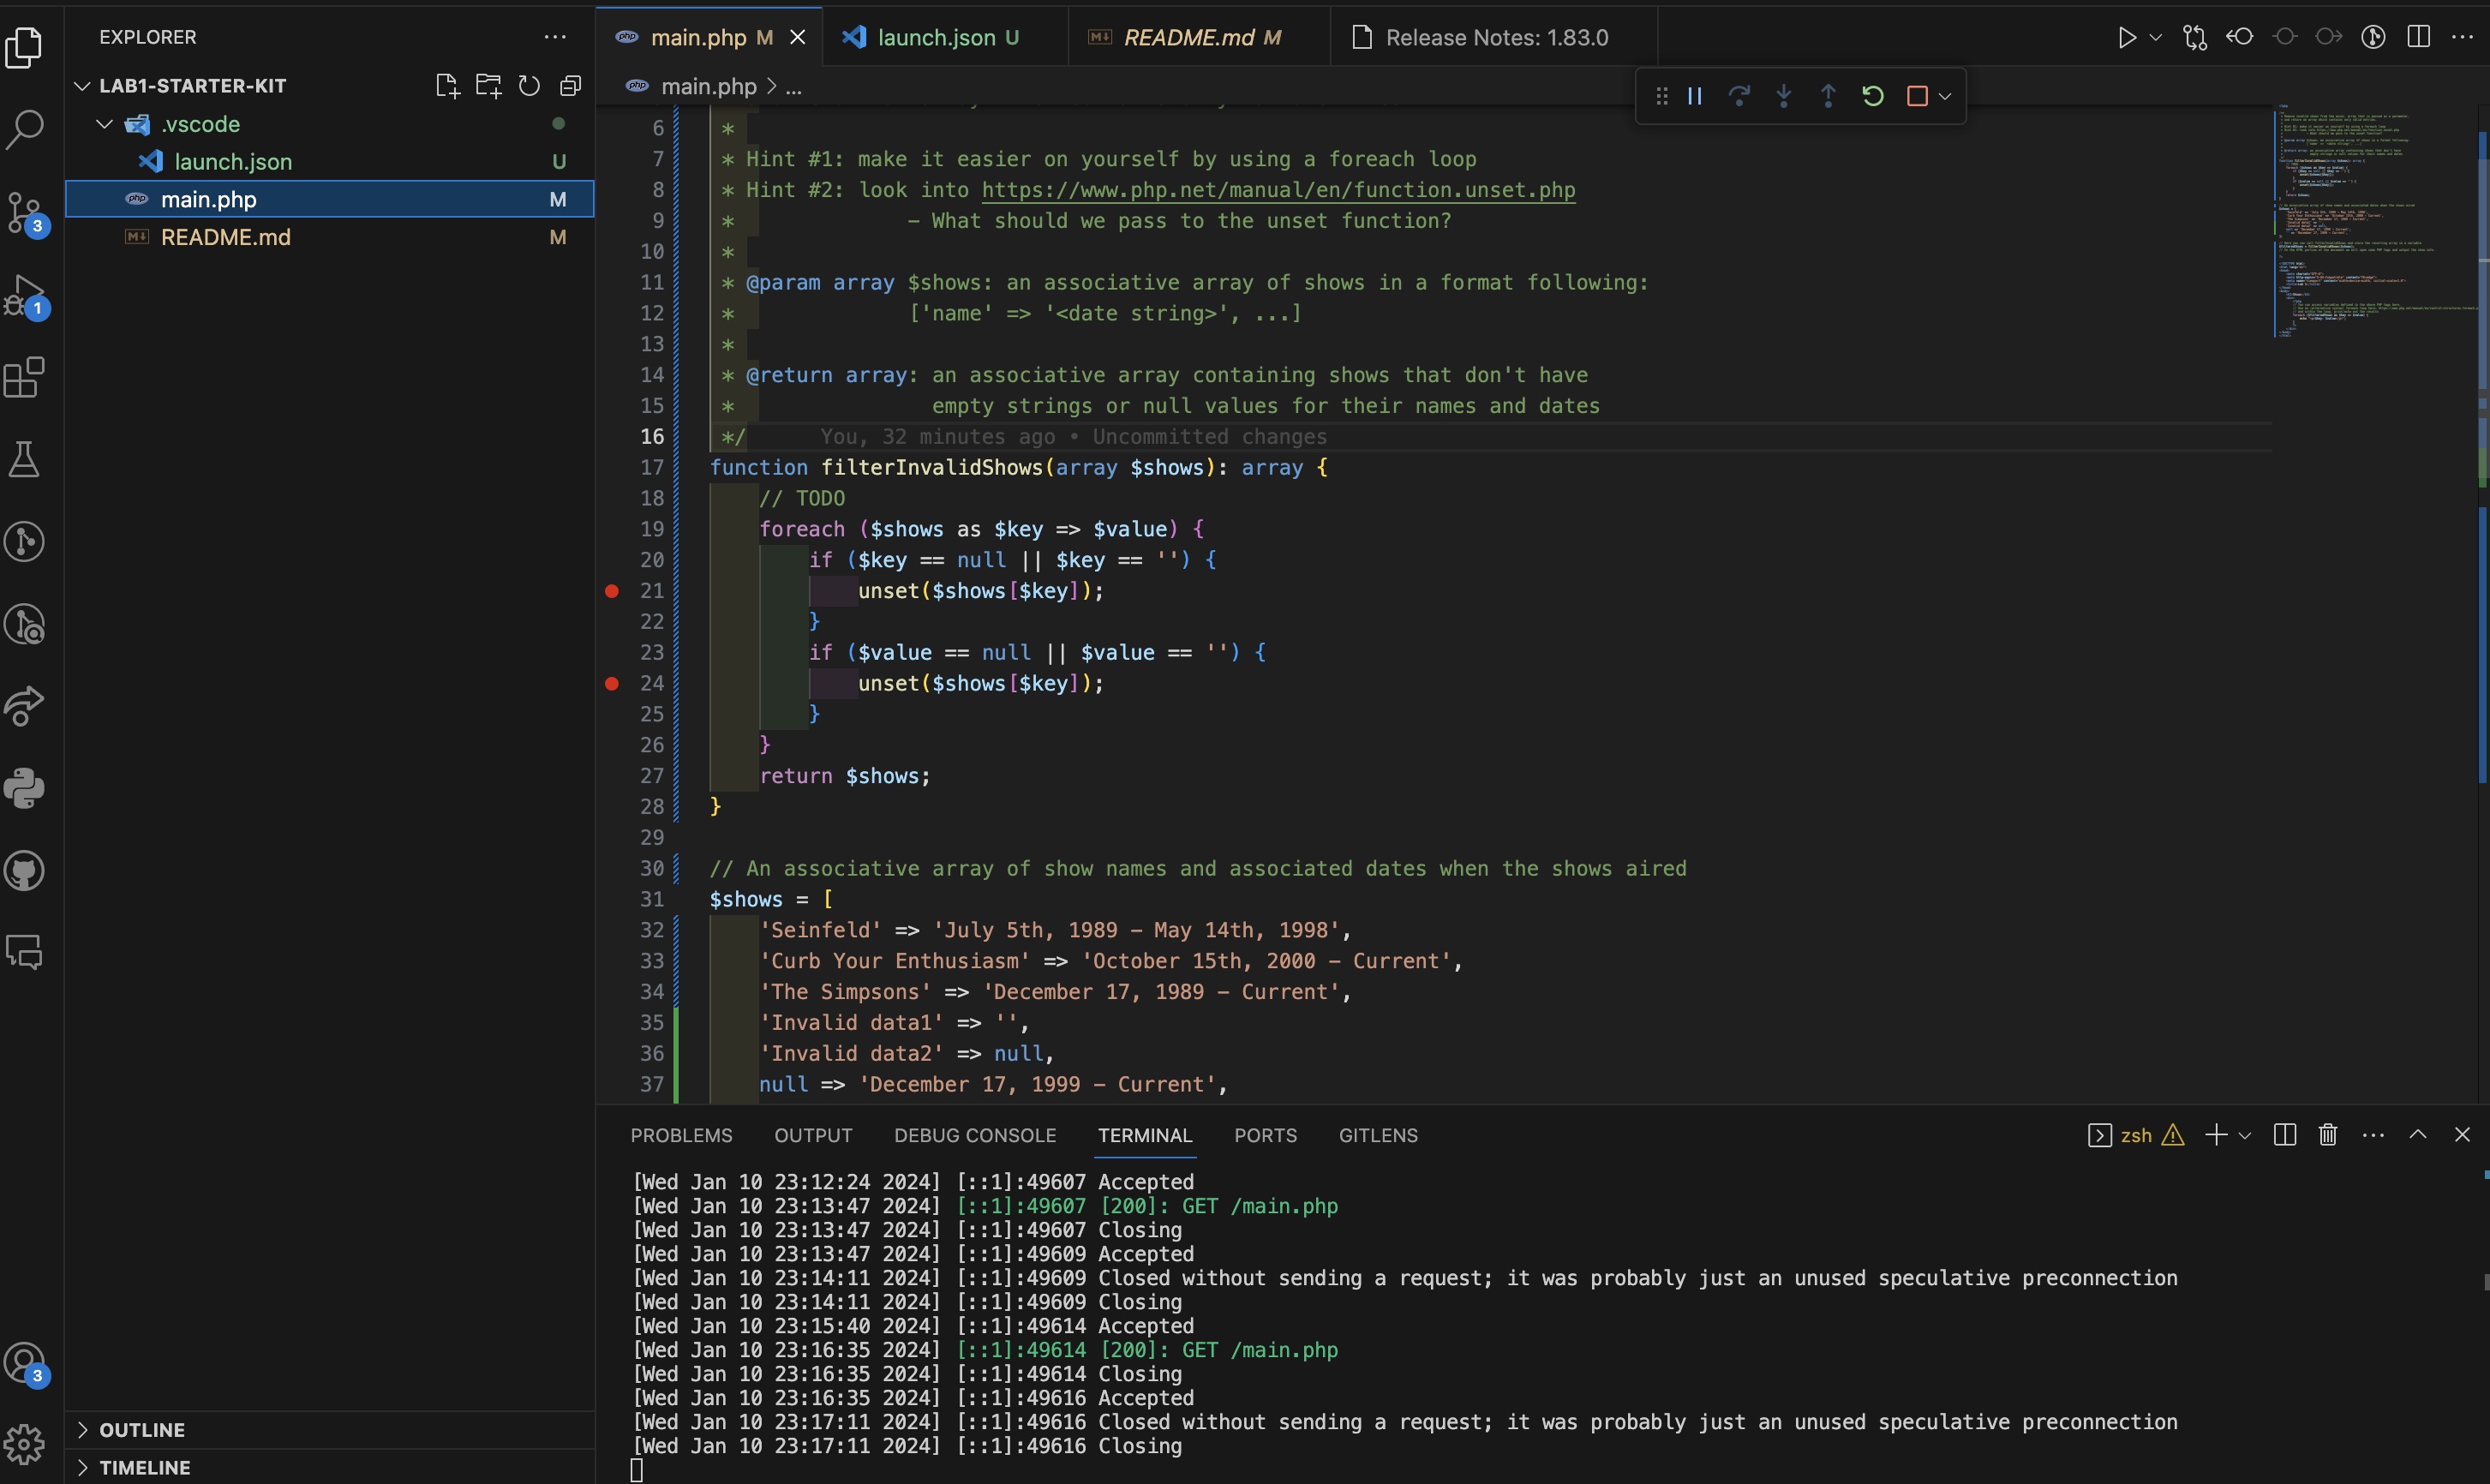 EXPLORER
LAB1-STARTER-KIT
.vscode
launch.json U
main.php M
README.md M
3
1
3
OUTLINE
TIMELINE
php main.php M
launch.json U
M↓ README.md M
Release Notes: 1.83.0
php main.php > ...
6 *
7 * Hint #1: make it easier on yourself by using a foreach loop
8 * Hint #2: look into https://www.php.net/manual/en/function.unset.php
9 * - What should we pass to the unset function?
10 *
11 * @param array $shows: an associative array of shows in a format following:
12 * ['name' => '<date string>', ...]
13 *
14 * @return array: an associative array containing shows that don't have
15 * empty strings or null values for their names and dates
16 */ You, 32 minutes ago • Uncommitted changes
17 function filterInvalidShows(array $shows): array {
18 // TODO
19 foreach ($shows as $key => $value) {
20 if ($key == null || $key == '') {
21 unset($shows[$key]);
22 }
23 if ($value == null || $value == '') {
24 unset($shows[$key]);
25 }
26 }
27 return $shows;
28 }
29
30 // An associative array of show names and associated dates when the shows aired
31 $shows = [
32 'Seinfeld' => 'July 5th, 1989 – May 14th, 1998',
33 'Curb Your Enthusiasm' => 'October 15th, 2000 – Current',
34 'The Simpsons' => 'December 17, 1989 – Current',
35 'Invalid data1' => '',
36 'Invalid data2' => null,
37 null => 'December 17, 1999 – Current',
PROBLEMS OUTPUT DEBUG CONSOLE TERMINAL PORTS GITLENS
zsh
[Wed Jan 10 23:12:24 2024] [::1]:49607 Accepted
[Wed Jan 10 23:13:47 2024] [::1]:49607 [200]: GET /main.php
[Wed Jan 10 23:13:47 2024] [::1]:49607 Closing
[Wed Jan 10 23:13:47 2024] [::1]:49609 Accepted
[Wed Jan 10 23:14:11 2024] [::1]:49609 Closed without sending a request; it was probably just an unused speculative preconnection
[Wed Jan 10 23:14:11 2024] [::1]:49609 Closing
[Wed Jan 10 23:15:40 2024] [::1]:49614 Accepted
[Wed Jan 10 23:16:35 2024] [::1]:49614 [200]: GET /main.php
[Wed Jan 10 23:16:35 2024] [::1]:49614 Closing
[Wed Jan 10 23:16:35 2024] [::1]:49616 Accepted
[Wed Jan 10 23:17:11 2024] [::1]:49616 Closed without sending a request; it was probably just an unused speculative preconnection
[Wed Jan 10 23:17:11 2024] [::1]:49616 Closing